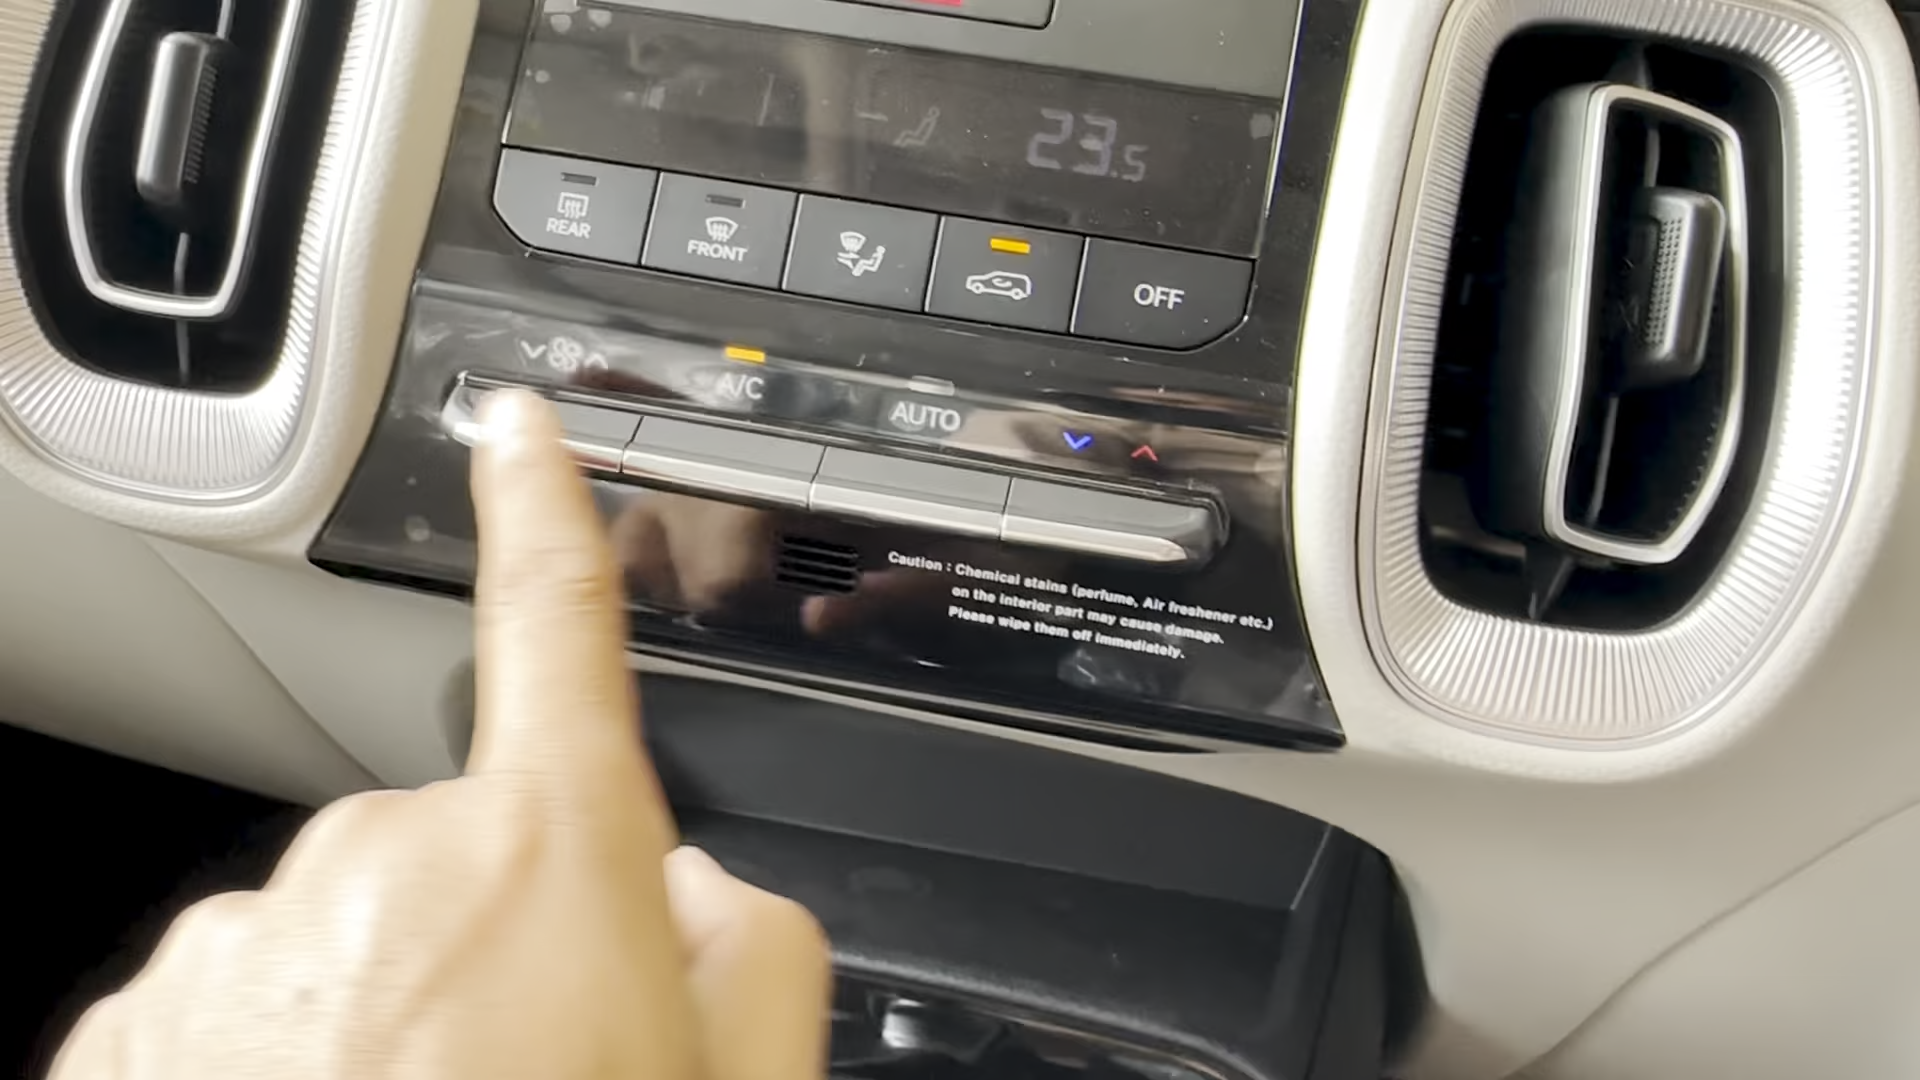 23.5
REAR
FRONT
OFF
A/C
AUTO
Caution : Chemical stains (perfume, Air freshener etc.)
on the interior part may cause damage.
Please wipe them off immediately.